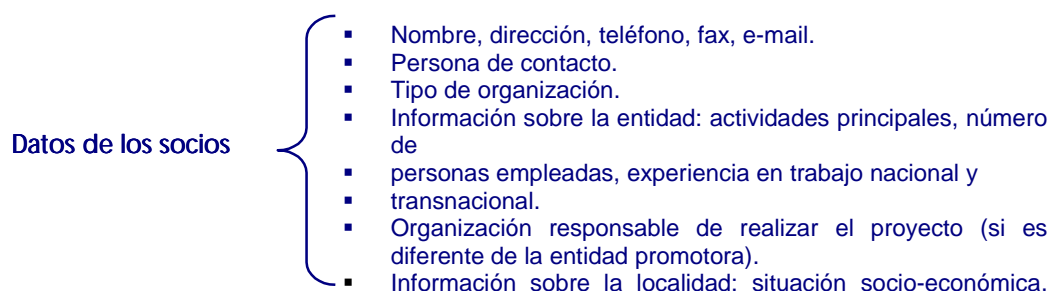 Datos de los socios
▪ Nombre, dirección, teléfono, fax, e-mail.
▪ Persona de contacto.
▪ Tipo de organización.
▪ Información sobre la entidad: actividades principales, número
de
▪ personas empleadas, experiencia en trabajo nacional y
▪ transnacional.
▪ Organización responsable de realizar el proyecto (si es
diferente de la entidad promotora).
▪ Información sobre la localidad: situación socio-económica,